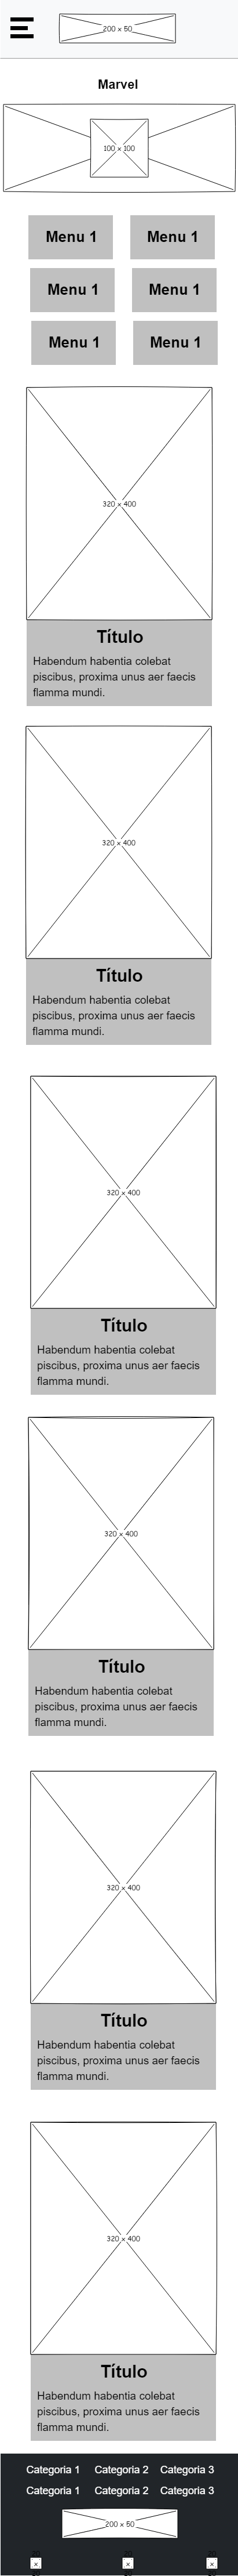 200 × 50
Marvel
100 × 100
Menu 1 Menu 1
Menu 1 Menu 1
Menu 1 Menu 1
320 × 400
Título
Habendum habentia colebat
piscibus, proxima unus aer faecis
flamma mundi.
320 × 400
Título
Habendum habentia colebat
piscibus, proxima unus aer faecis
flamma mundi.
320 × 400
Título
Habendum habentia colebat
piscibus, proxima unus aer faecis
flamma mundi.
320 × 400
Título
Habendum habentia colebat
piscibus, proxima unus aer faecis
flamma mundi.
320 × 400
Título
Habendum habentia colebat
piscibus, proxima unus aer faecis
flamma mundi.
320 × 400
Título
Habendum habentia colebat
piscibus, proxima unus aer faecis
flamma mundi.
Categoria 1 Categoria 2 Categoria 3
Categoria 1 Categoria 2 Categoria 3
200 × 50
× × ×